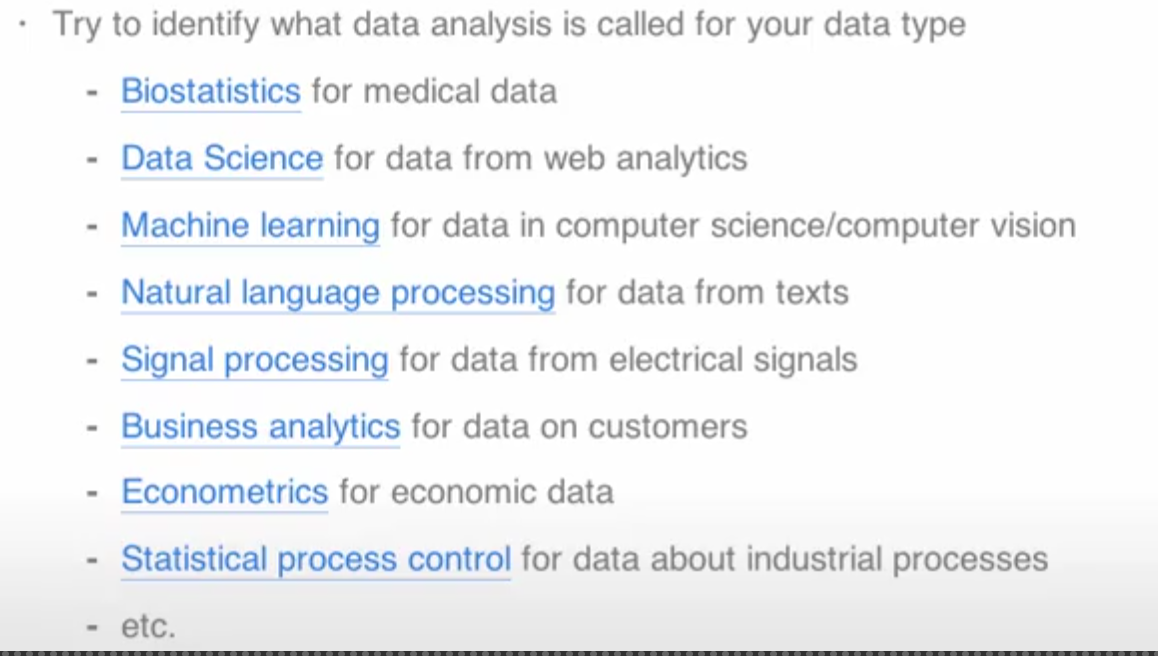 · Try to identify what data analysis is called for your data type
- Biostatistics for medical data
- Data Science for data from web analytics
- Machine learning for data in computer science/computer vision
- Natural language processing for data from texts
- Signal processing for data from electrical signals
- Business analytics for data on customers
- Econometrics for economic data
- Statistical process control for data about industrial processes
- etc.